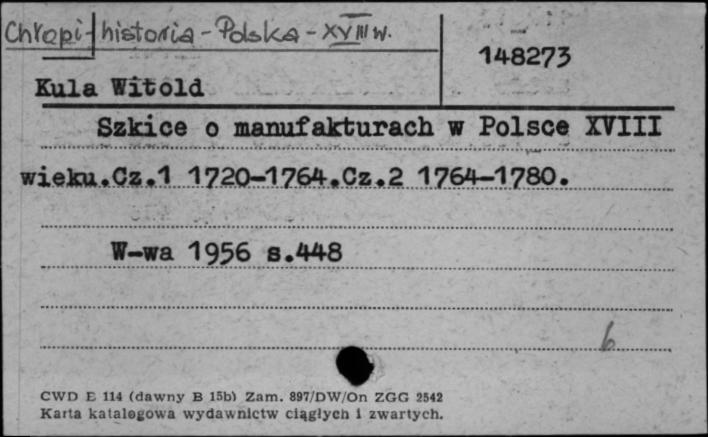 Chłopi - historia - Polska - XVIII w.
148273
Kula Witold
Szkice o manufakturach w Polsce XVIII
wieku.Cz.1 1720-1764.Cz.2 1764-1780.
W-wa 1956 s.448
6
CWD E 114 (dawny B 15b) Zam. 897/DW/On ZGG 2542
Karta katalogowa wydawnictw ciągłych i zwartych.